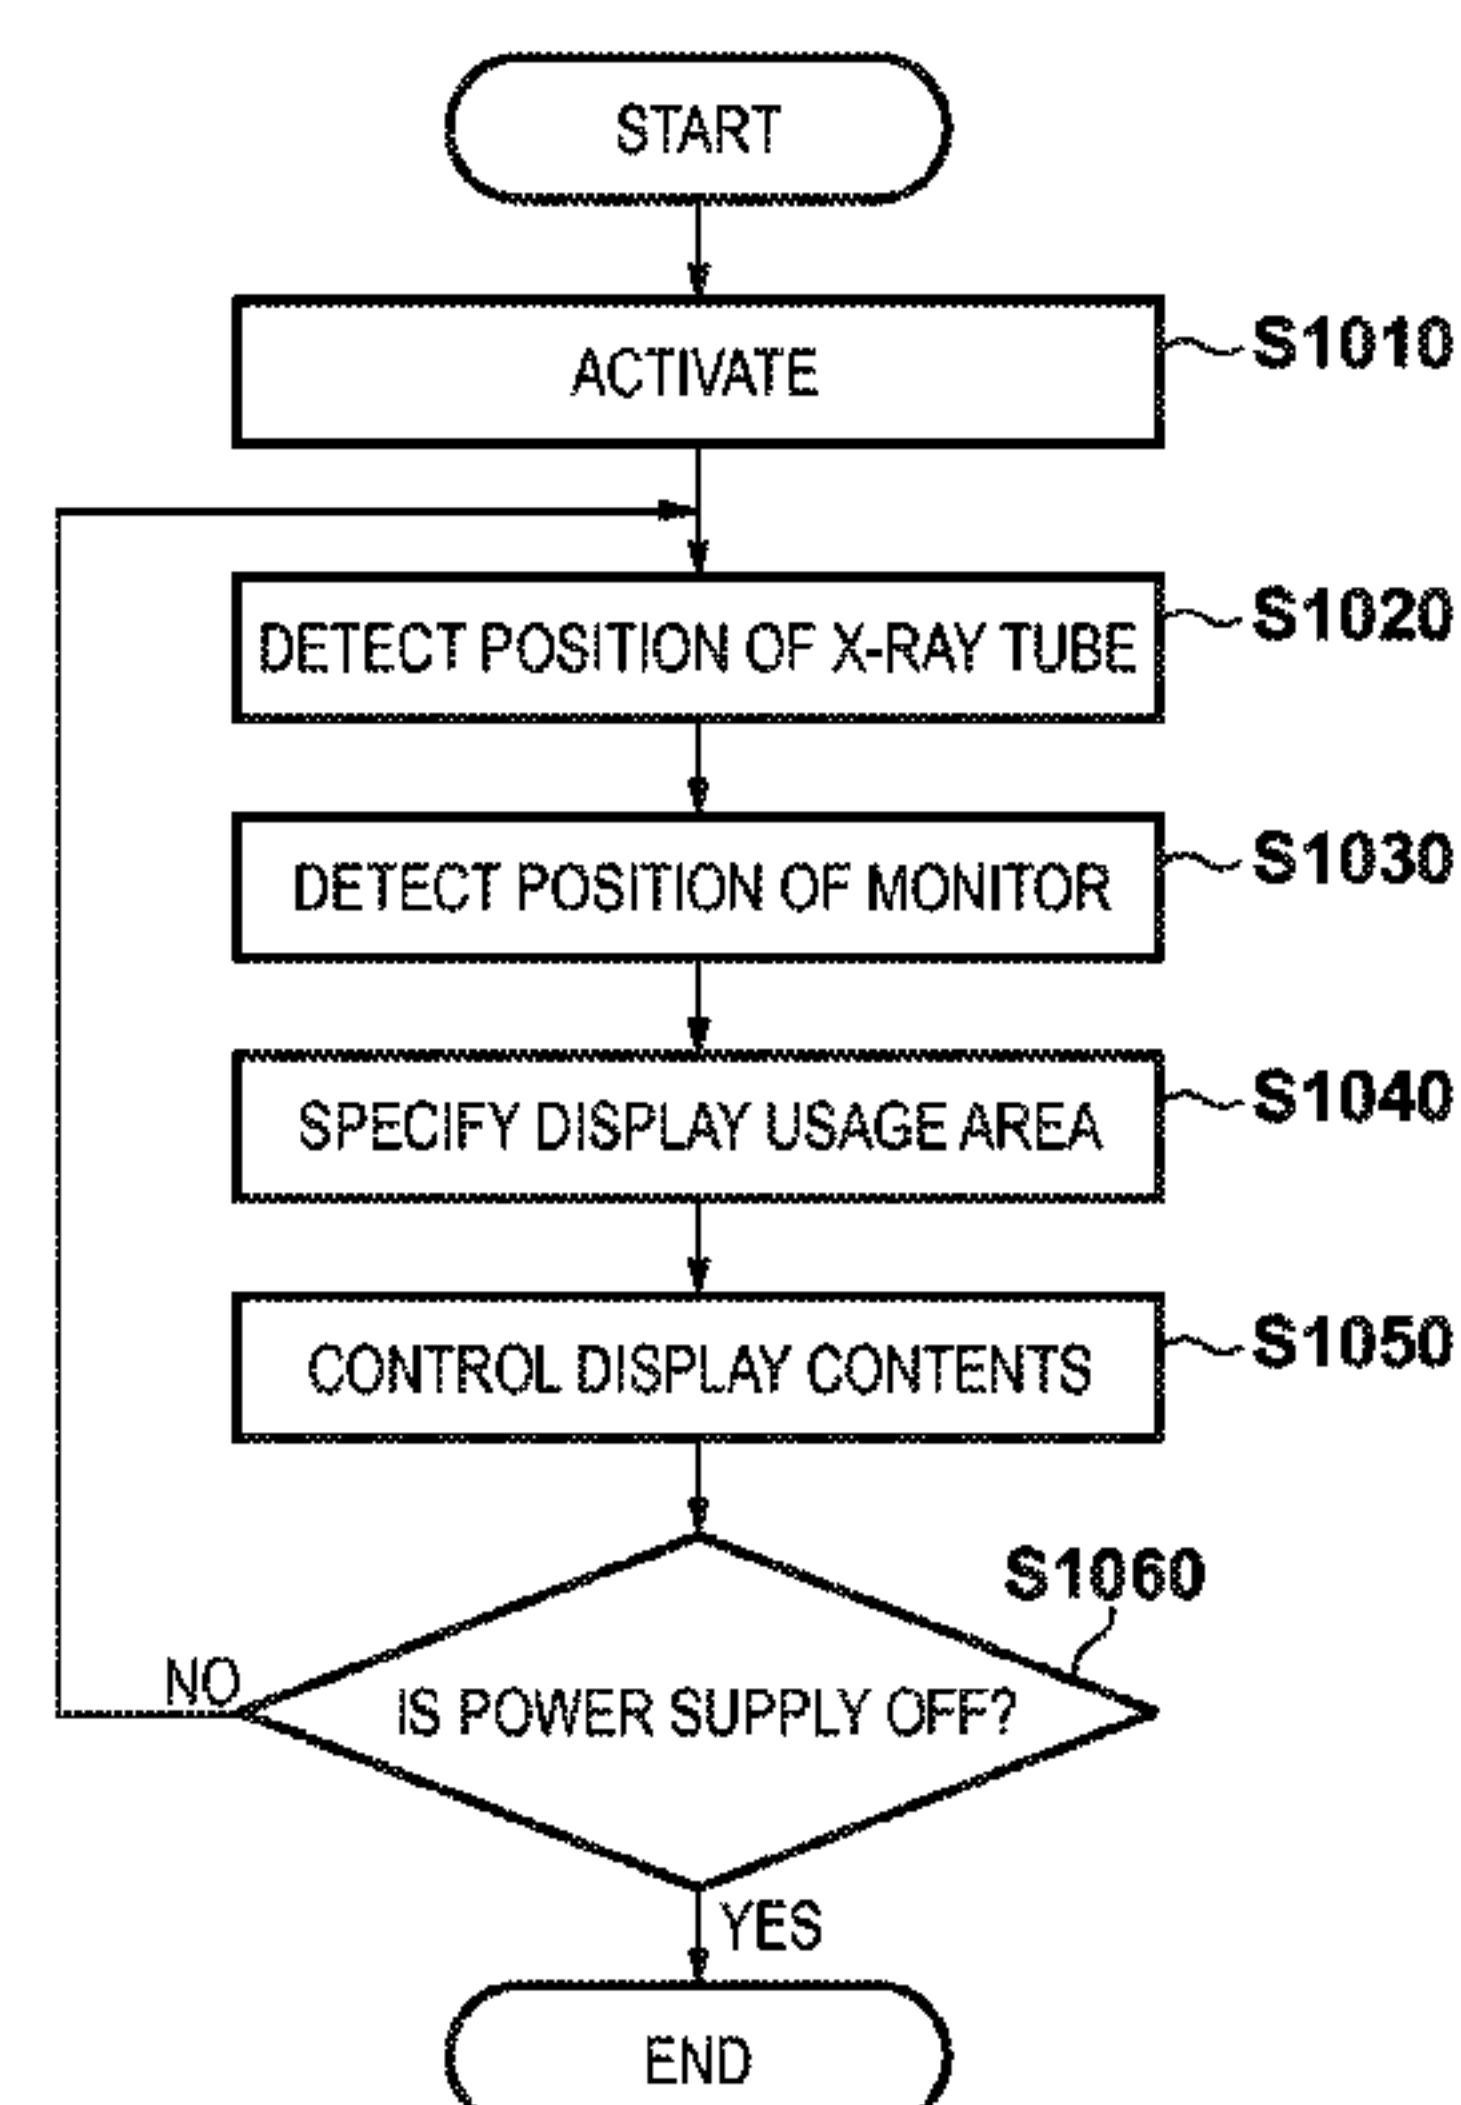 START
ACTIVATE
S1010
DETECT POSITION OF X-RAY TUBE
S1020
DETECT POSITION OF MONITOR
S1030
SPECIFY DISPLAY USAGE AREA
S1040
CONTROL DISPLAY CONTENTS
S1050
S1060
NO
IS POWER SUPPLY OFF?
YES
END